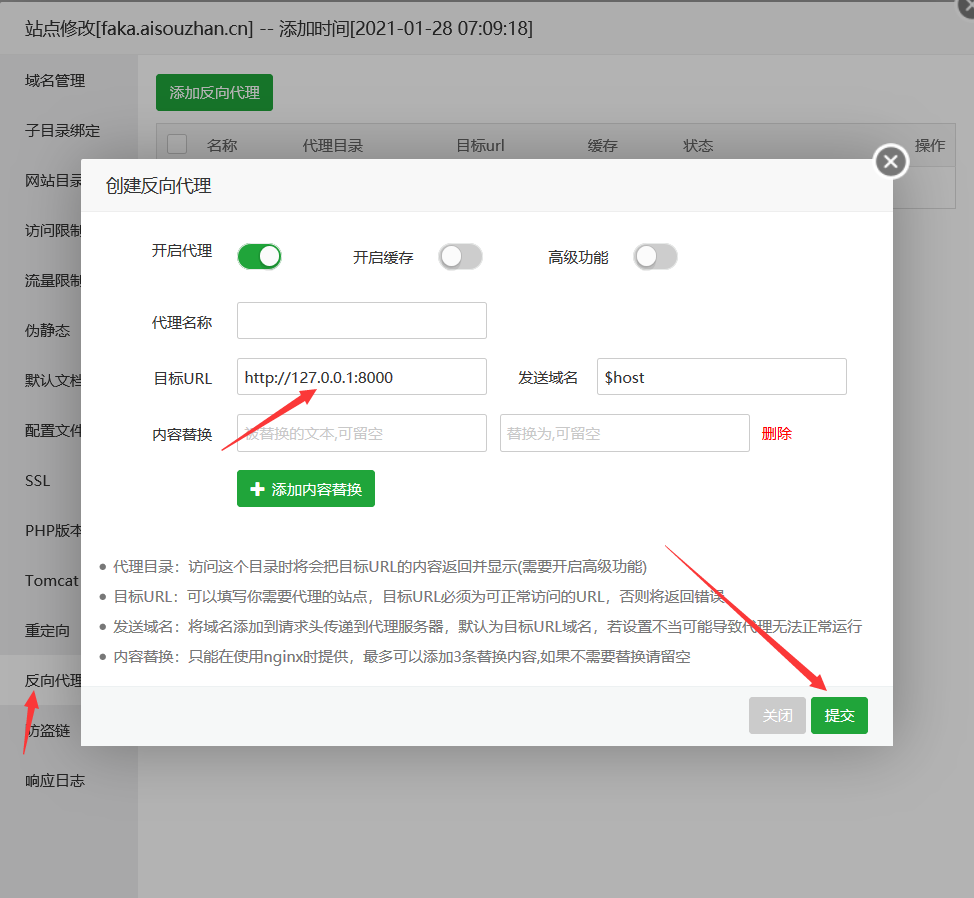 站点修改[faka.aisouzhan.cn] -- 添加时间[2021-01-28 07:09:18]
域名管理
添加反向代理
子目录绑定
名称 代理目录 目标url 缓存 状态 操作
网站目录
创建反向代理
访问限制
开启代理 开启缓存 高级功能
流量限制
代理名称
伪静态
目标URL http://127.0.0.1:8000 发送域名 $host
默认文档
内容替换 被替换的文本,可留空 替换为,可留空 删除
配置文件
SSL
添加内容替换
PHP版本
代理目录：访问这个目录时将会把目标URL的内容返回并显示(需要开启高级功能)
Tomcat
目标URL：可以填写你需要代理的站点，目标URL必须为可正常访问的URL，否则将返回错误
重定向
发送域名：将域名添加到请求头传递到代理服务器，默认为目标URL域名，若设置不当可能导致代理无法正常运行
内容替换：只能在使用nginx时提供，最多可以添加3条替换内容,如果不需要替换请留空
反向代理
关闭 提交
防盗链
响应日志